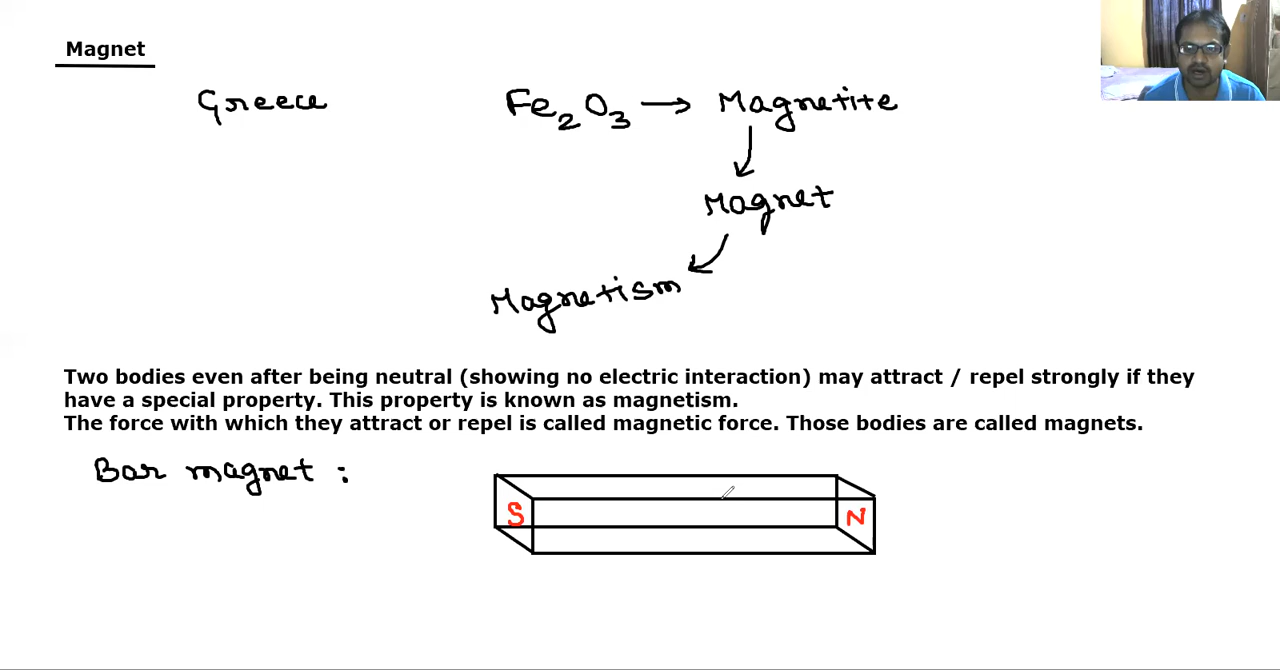 Magnet
Greece Fe₂O₃ → Magnetite
Magnet
Magnetism
Two bodies even after being neutral (showing no electric interaction) may attract / repel strongly if they
have a special property. This property is known as magnetism.
The force with which they attract or repel is called magnetic force. Those bodies are called magnets.
Bar magnet :
S N